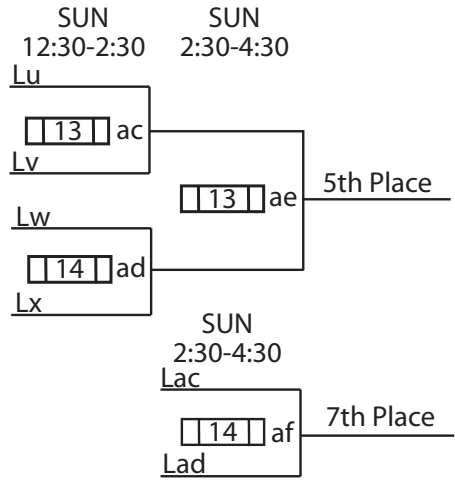 SUN
12:30-2:30
SUN
2:30-4:30
Lu
13 ac
Lv
13 ae
5th Place
Lw
14 ad
Lx
SUN
2:30-4:30
Lac
14 af
7th Place
Lad